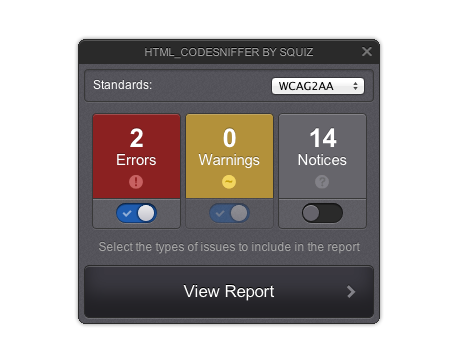 HTML_CODESNIFFER BY SQUIZ
Standards:
WCAG2AA
2
Errors
0
Warnings
14
Notices
Select the types of issues to include in the report
View Report